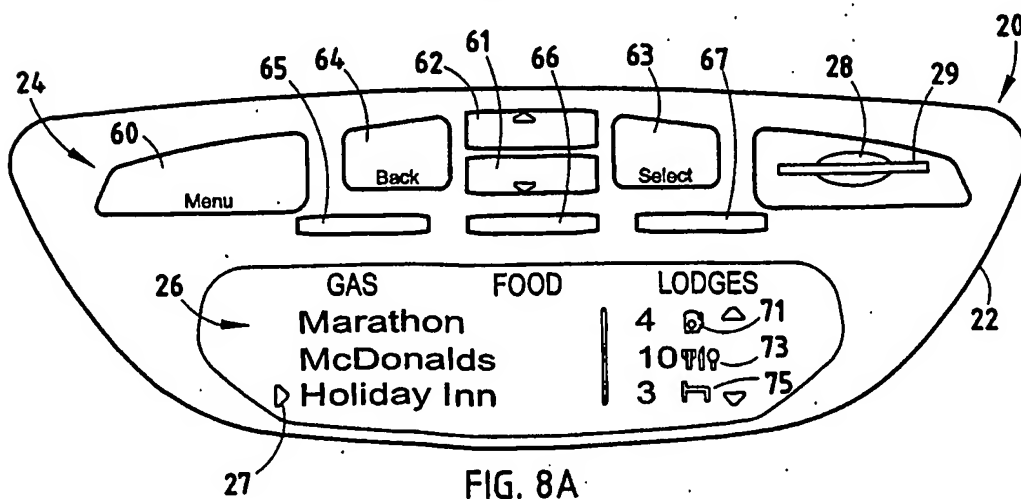 20
61
64 62 66 67 28 29
65
24
60
Back
Select
Menu
26
GAS FOOD LODGES
Marathon 4 71
McDonalds 10 73
Holiday Inn 3 75
22
27
FIG. 8A